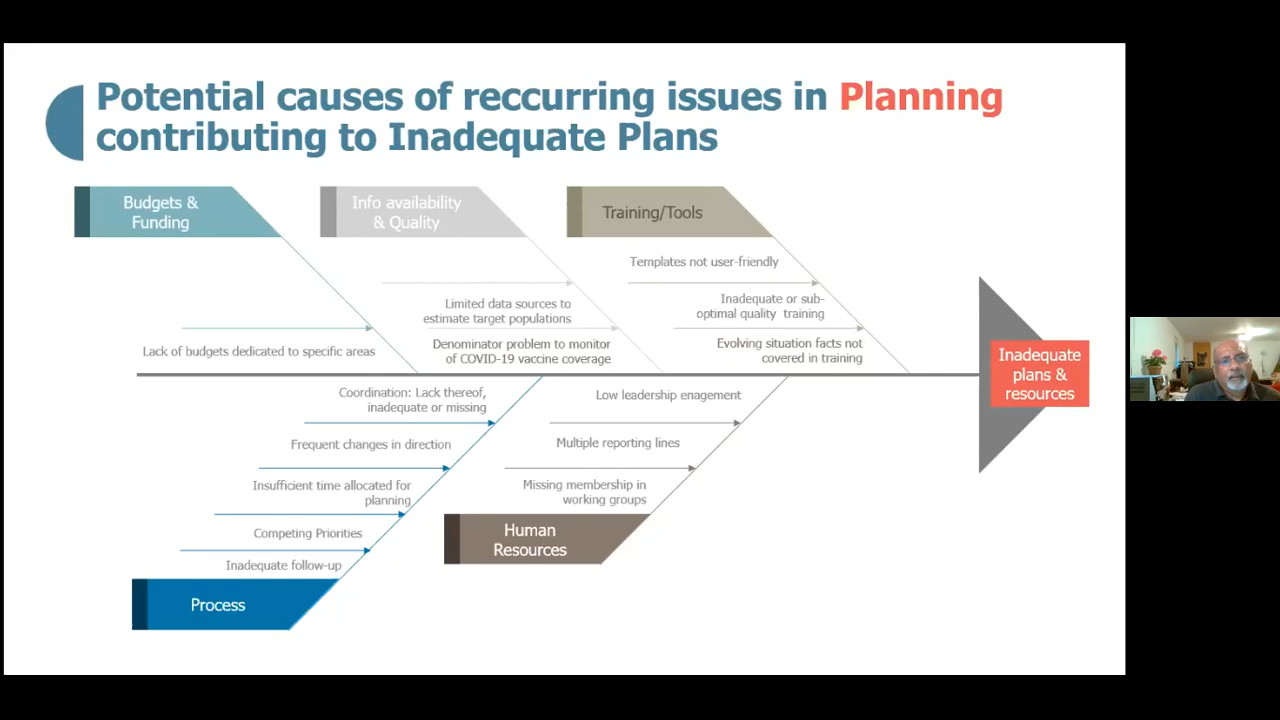 Potential causes of reccurring issues in Planning
contributing to Inadequate Plans
Budgets &
Funding
Info availability
& Quality
Training/Tools
Templates not user-friendly
Limited data sources to
estimate target populations
Inadequate or sub-
optimal quality training
Lack of budgets dedicated to specific areas
Denominator problem to monitor
of COVID-19 vaccine coverage
Evolving situation facts not
covered in training
Inadequate
plans &
resources
Coordination: Lack thereof,
inadequate or missing
Frequent changes in direction
Insufficient time allocated for
planning
Competing Priorities
Inadequate follow-up
Process
Low leadership enagement
Multiple reporting lines
Missing membership in
working groups
Human
Resources